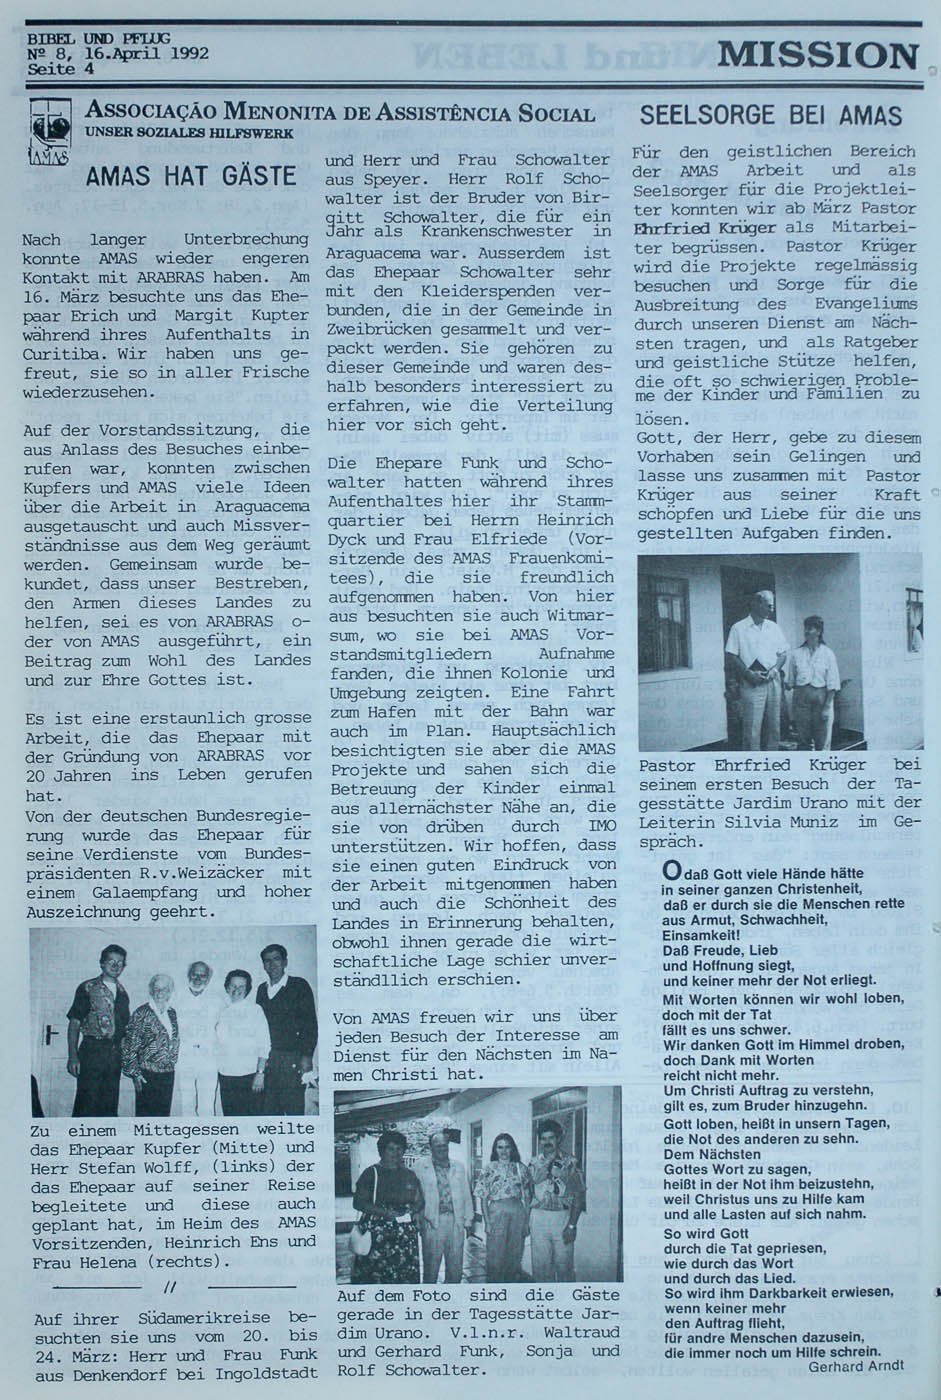 BIBEL UND PFLUG
Nº 8, 16.April 1992
Seite 4
MISSION
AMAS
ASSOCIAÇÃO MENONITA DE ASSISTÊNCIA SOCIAL
UNSER SOZIALES HILFSWERK
AMAS HAT GÄSTE
Nach langer Unterbrechung
konnte AMAS wieder engeren
Kontakt mit ARABRAS haben. Am
16. März besuchte uns das Ehe-
paar Erich und Margit Kupter
während ihres Aufenthalts in
Curitiba. Wir haben uns ge-
freut, sie so in aller Frische
wiederzusehen.
Auf der Vorstandssitzung, die
aus Anlass des Besuches einbe-
rufen war, konnten zwischen
Kupfers und AMAS viele Ideen
über die Arbeit in Araguacema
ausgetauscht und auch Missver-
ständnisse aus dem Weg geräumt
werden. Gemeinsam wurde be-
kundet, dass unser Bestreben,
den Armen dieses Landes zu
helfen, sei es von ARABRAS o-
der von AMAS ausgeführt, ein
Beitrag zum Wohl des Landes
und zur Ehre Gottes ist.
Es ist eine erstaunlich grosse
Arbeit, die das Ehepaar mit
der Gründung von ARABRAS vor
20 Jahren ins Leben gerufen
hat.
Von der deutschen Bundesregie-
rung wurde das Ehepaar für
seine Verdienste vom Bundes-
präsidenten R.v.Weizäcker mit
einem Galaempfang und hoher
Auszeichnung geehrt.
Zu einem Mittagessen weilte
das Ehepaar Kupfer (Mitte) und
Herr Stefan Wolff, (links) der
das Ehepaar auf seiner Reise
begleitete und diese auch
geplant hat, im Heim des AMAS
Vorsitzenden, Heinrich Ens und
Frau Helena (rechts).
//
Auf ihrer Südamerikreise be-
suchten sie uns vom 20. bis
24. März: Herr und Frau Funk
aus Denkendorf bei Ingoldstadt
und Herr und Frau Schowalter
aus Speyer. Herr Rolf Scho-
walter ist der Bruder von Bir-
gitt Schowalter, die für ein
Jahr als Krankenschwester in
Araguacema war. Ausserdem ist
das Ehepaar Schowalter sehr
mit den Kleiderspenden ver-
bunden, die in der Gemeinde in
Zweibrücken gesammelt und ver-
packt werden. Sie gehören zu
dieser Gemeinde und waren des-
halb besonders interessiert zu
erfahren, wie die Verteilung
hier vor sich geht.
Die Ehepare Funk und Scho-
walter hatten während ihres
Aufenthaltes hier ihr Stamm-
quartier bei Herrn Heinrich
Dyck und Frau Elfriede (Vor-
sitzende des AMAS Frauenkomi-
tees), die sie freundlich
aufgenommen haben. Von hier
aus besuchten sie auch Witmar-
sum, wo sie bei AMAS Vor-
standsmitgliedern Aufnahme
fanden, die ihnen Kolonie und
Umgebung zeigten. Eine Fahrt
zum Hafen mit der Bahn war
auch im Plan. Hauptsächlich
besichtigten sie aber die AMAS
Projekte und sahen sich die
Betreuung der Kinder einmal
aus allernächster Nähe an, die
sie von drüben durch IMO
unterstützen. Wir hoffen, dass
sie einen guten Eindruck von
der Arbeit mitgenommen haben
und auch die Schönheit des
Landes in Erinnerung behalten,
obwohl ihnen gerade die wirt-
schaftliche Lage schier unver-
ständlich erschien.
Von AMAS freuen wir uns über
jeden Besuch der Interesse am
Dienst für den Nächsten im Na-
men Christi hat.
Auf dem Foto sind die Gäste
gerade in der Tagesstätte Jar-
dim Urano. V.l.n.r. Waltraud
und Gerhard Funk, Sonja und
Rolf Schowalter.
SEELSORGE BEI AMAS
Für den geistlichen Bereich
der AMAS Arbeit und als
Seelsorger für die Projektlei-
ter konnten wir ab März Pastor
Ehrfried Krüger als Mitarbei-
ter begrüssen. Pastor Krüger
wird die Projekte regelmässig
besuchen und Sorge für die
Ausbreitung des Evangeliums
durch unseren Dienst am Näch-
sten tragen, und als Ratgeber
und geistliche Stütze helfen,
die oft so schwierigen Proble-
me der Kinder und Familien zu
lösen.
Gott, der Herr, gebe zu diesem
Vorhaben sein Gelingen und
lasse uns zusammen mit Pastor
Krüger aus seiner Kraft
schöpfen und Liebe für die uns
gestellten Aufgaben finden.
Pastor Ehrfried Krüger bei
seinem ersten Besuch der Ta-
gesstätte Jardim Urano mit der
Leiterin Silvia Muniz im Ge-
spräch.
O daß Gott viele Hände hätte
in seiner ganzen Christenheit,
daß er durch sie die Menschen rette
aus Armut, Schwachheit,
Einsamkeit!
Daß Freude, Lieb
und Hoffnung siegt,
und keiner mehr der Not erliegt.
Mit Worten können wir wohl loben,
doch mit der Tat
fällt es uns schwer.
Wir danken Gott im Himmel droben,
doch Dank mit Worten
reicht nicht mehr.
Um Christi Auftrag zu verstehn,
gilt es, zum Bruder hinzugehn.
Gott loben, heißt in unsern Tagen,
die Not des anderen zu sehn.
Dem Nächsten
Gottes Wort zu sagen,
heißt in der Not ihm beizustehn,
weil Christus uns zu Hilfe kam
und alle Lasten auf sich nahm.
So wird Gott
durch die Tat gepriesen,
wie durch das Wort
und durch das Lied.
So wird ihm Darkbarkeit erwiesen,
wenn keiner mehr
den Auftrag flieht,
für andre Menschen dazusein,
die immer noch um Hilfe schrein.
Gerhard Arndt